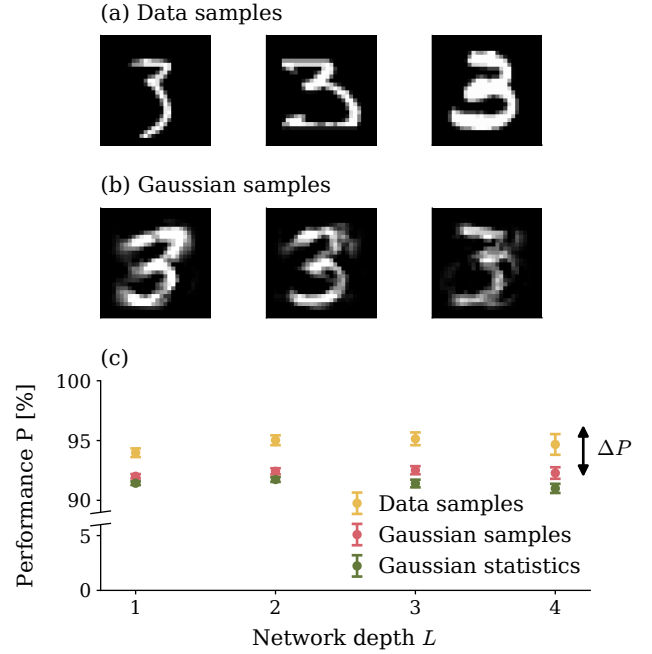 (a) Data samples
(b) Gaussian samples
(c)
Performance P [%]
100
95
90
5
0
ΔP
Data samples
Gaussian samples
Gaussian statistics
1 2 3 4
Network depth L